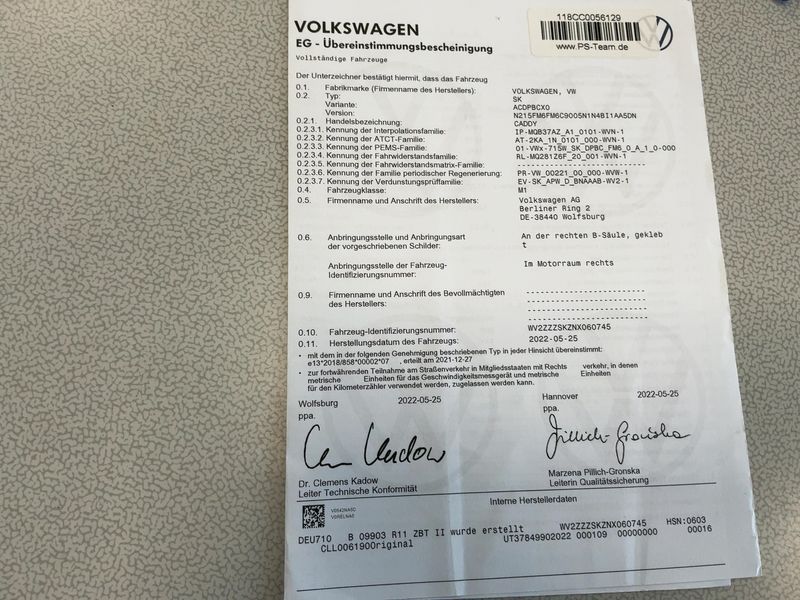 VOLKSWAGEN
EG - Übereinstimmungsbescheinigung
Vollständige Fahrzeuge
118CC0056129
www.PS-Team.de
Der Unterzeichner bestätigt hiermit, dass das Fahrzeug
0.1. Fabrikmarke (Firmenname des Herstellers): VOLKSWAGEN, VW
0.2. Typ: SK
Variante: ACDPBCX0
Version: N215FM6FM6C9005N1N4BI1AA5DN
0.2.1. Handelsbezeichnung: CADDY
0.2.3.1. Kennung der Interpolationsfamilie: IP-MQB37AZ_A1_0101-WVN-1
0.2.3.2. Kennung der ATCT-Familie: AT-2KA_1N_0101_000-WVN-1
0.2.3.3. Kennung der PEMS-Familie: 01-VWx-715W_SK_DPBC_FM6_0_A_1_0-000
0.2.3.4. Kennung der Fahrwiderstandsfamilie: RL-MQ281Z6F_20_001-WVN-1
0.2.3.5. Kennung der Fahrwiderstandsmatrix-Familie: ------------------------
0.2.3.6. Kennung der Familie periodischer Regenerierung: PR-VW_00221_00_000-WVW-1
0.2.3.7. Kennung der Verdunstungsprüffamilie: EV-SK_APW_D_BNAAAB-WV2-1
0.4. Fahrzeugklasse: M1
0.5. Firmenname und Anschrift des Herstellers: Volkswagen AG
Berliner Ring 2
DE-38440 Wolfsburg
0.6. Anbringungsstelle und Anbringungsart An der rechten B-Säule, gekleb
der vorgeschriebenen Schilder: t
Anbringungsstelle der Fahrzeug- Im Motorraum rechts
Identifizierungsnummer:
0.9. Firmenname und Anschrift des Bevollmächtigten ------------------------
des Herstellers: ------------------------
------------------------
0.10. Fahrzeug-Identifizierungsnummer: WV2ZZZSKZNX060745
0.11. Herstellungsdatum des Fahrzeugs: 2022-05-25
• mit dem in der folgenden Genehmigung beschriebenen Typ in jeder Hinsicht übereinstimmt:
e13*2018/858*00002*07 , erteilt am 2021-12-27
• zur fortwährenden Teilnahme am Straßenverkehr in Mitgliedsstaaten mit Rechts verkehr, in denen
metrische Einheiten für das Geschwindigkeitsmessgerät und metrische Einheiten
für den Kilometerzähler verwendet werden, zugelassen werden kann.
Wolfsburg 2022-05-25 Hannover 2022-05-25
ppa. ppa.
Dr. Clemens Kadow Marzena Pillich-Gronska
Leiter Technische Konformität Leiterin Qualitätssicherung
Interne Herstellerdaten
DEU710 B 09903 R11 ZBT II wurde erstellt WV2ZZZSKZNX060745 HSN:0603
CLL0061900riginal UT37849902022 000109 00000000 00016